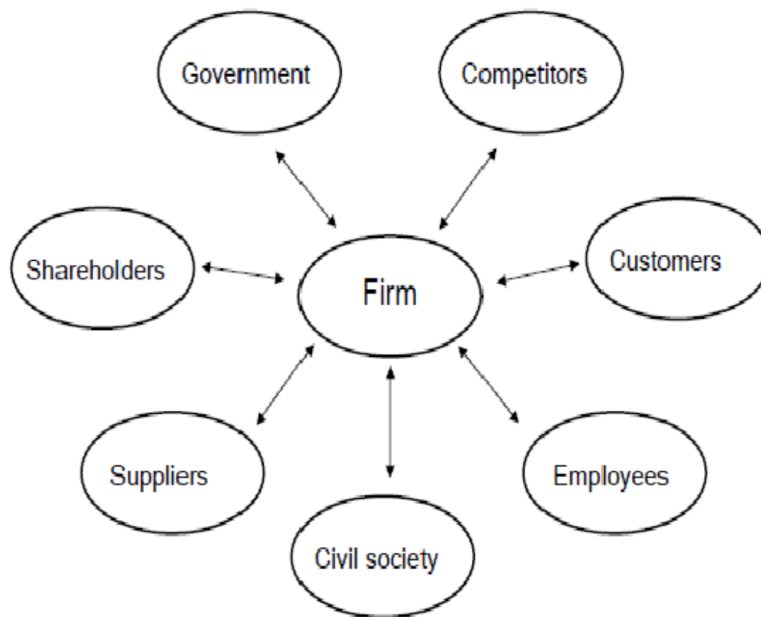 Government
Competitors
Shareholders
Firm
Customers
Suppliers
Employees
Civil society